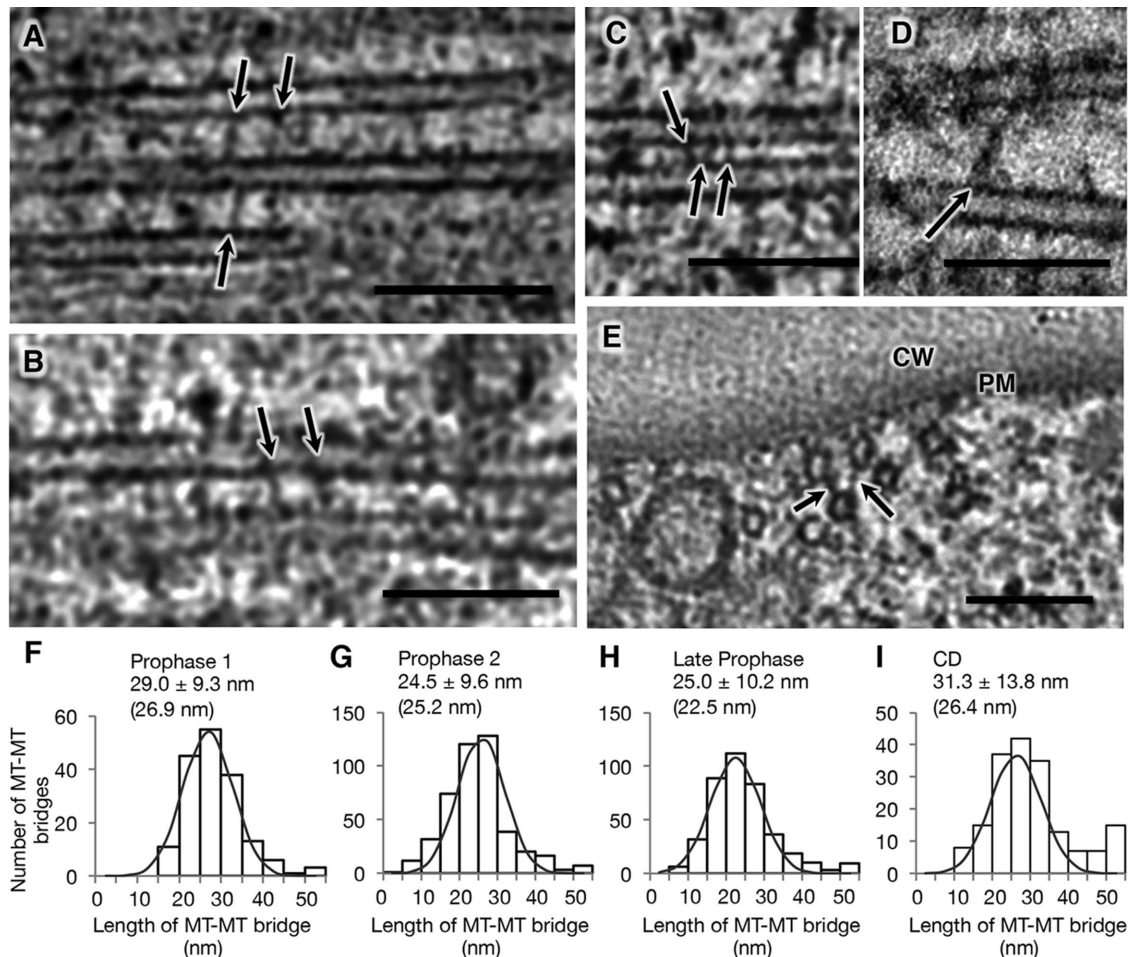 A
B
C
D
E
CW
PM
F
Prophase 1
29.0 ± 9.3 nm
(26.9 nm)
Number of MT-MT
bridges
60
40
20
0
0 10 20 30 40 50
Length of MT-MT bridge
(nm)
G
Prophase 2
24.5 ± 9.6 nm
(25.2 nm)
150
100
50
0
0 10 20 30 40 50
Length of MT-MT bridge
(nm)
H
Late Prophase
25.0 ± 10.2 nm
(22.5 nm)
150
100
50
0
0 10 20 30 40 50
Length of MT-MT bridge
(nm)
I
CD
31.3 ± 13.8 nm
(26.4 nm)
50
40
30
20
10
0
0 10 20 30 40 50
Length of MT-MT bridge
(nm)